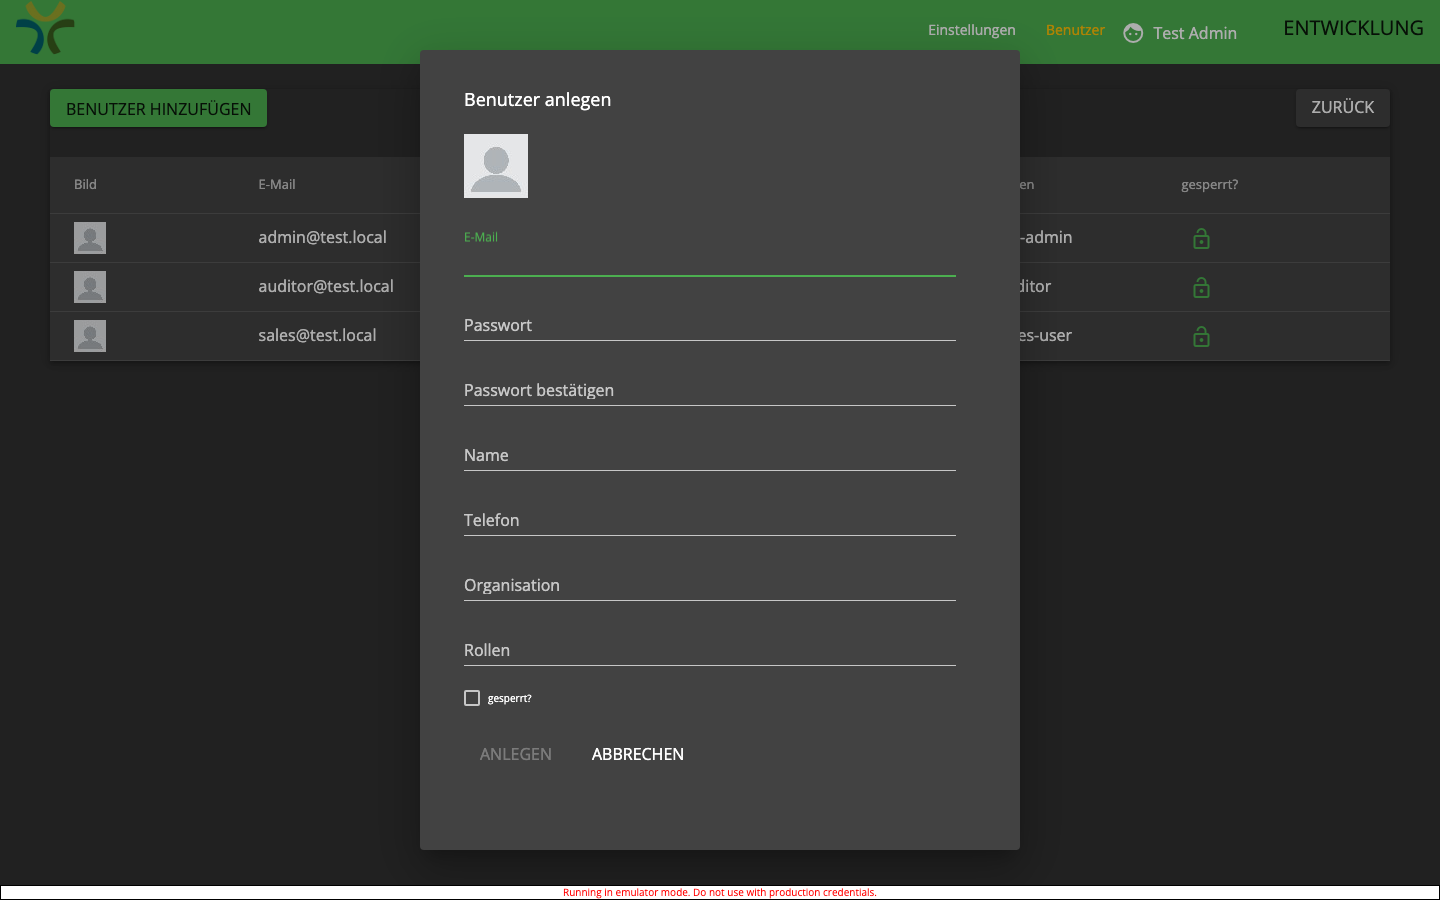 Einstellungen
Benutzer
Test Admin
ENTWICKLUNG
BENUTZER HINZUFÜGEN
ZURÜCK
Bild
E-Mail
en
gesperrt?
admin@test.local
-admin
auditor@test.local
ditor
sales@test.local
es-user
Benutzer anlegen
E-Mail
Passwort
Passwort bestätigen
Name
Telefon
Organisation
Rollen
gesperrt?
ANLEGEN
ABBRECHEN
Running in emulator mode. Do not use with production credentials.